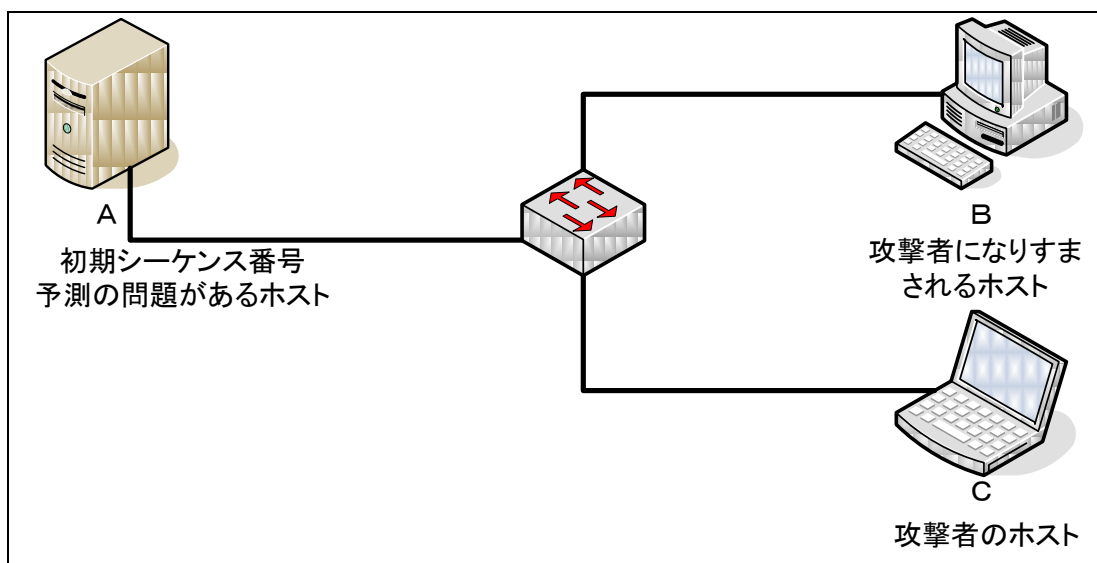 A
初期シーケンス番号
予測の問題があるホスト
B
攻撃者になりすま
されるホスト
C
攻撃者のホスト